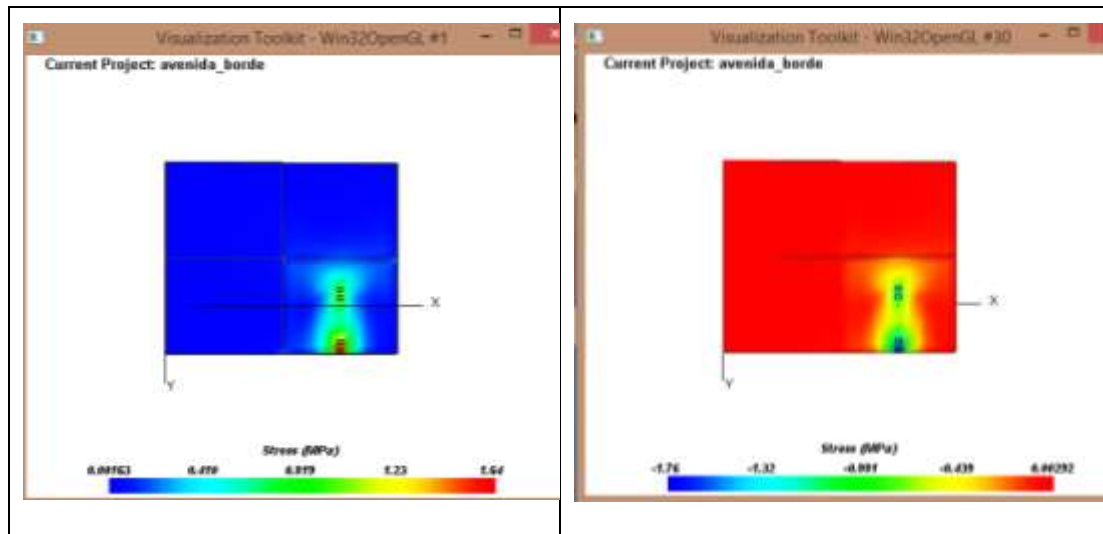 Visualization Toolkit - Win32OpenGL #1
Current Project: avenida_borde
X
Y
Stress (MPa)
0.00163 0.410 0.819 1.23 1.64
Visualization Toolkit - Win32OpenGL #30
Current Project: avenida_borde
X
Y
Stress (MPa)
-1.76 -1.32 -0.881 -0.439 0.00292